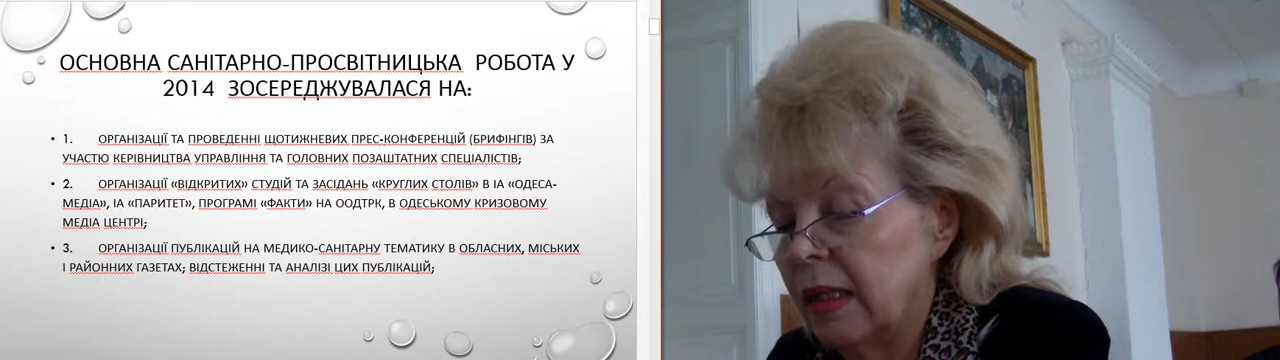 ОСНОВНА САНІТАРНО-ПРОСВІТНИЦЬКА РОБОТА У
2014 ЗОСЕРЕДЖУВАЛАСЯ НА:
• 1. ОРГАНІЗАЦІЇ ТА ПРОВЕДЕННІ ЩОТИЖНЕВИХ ПРЕС-КОНФЕРЕНЦІЙ (БРИФІНГІВ) ЗА
УЧАСТЮ КЕРІВНИЦТВА УПРАВЛІННЯ ТА ГОЛОВНИХ ПОЗАШТАТНИХ СПЕЦІАЛІСТІВ;
• 2. ОРГАНІЗАЦІЇ «ВІДКРИТИХ» СТУДІЙ ТА ЗАСІДАНЬ «КРУГЛИХ СТОЛІВ» В ІА «ОДЕСА-
МЕДІА», ІА «ПАРИТЕТ», ПРОГРАМІ «ФАКТИ» НА ООДТРК, В ОДЕСЬКОМУ КРИЗОВОМУ
МЕДІА ЦЕНТРІ;
• 3. ОРГАНІЗАЦІЇ ПУБЛІКАЦІЙ НА МЕДИКО-САНІТАРНУ ТЕМАТИКУ В ОБЛАСНИХ, МІСЬКИХ
І РАЙОННИХ ГАЗЕТАХ; ВІДСТЕЖЕННІ ТА АНАЛІЗІ ЦИХ ПУБЛІКАЦІЙ;